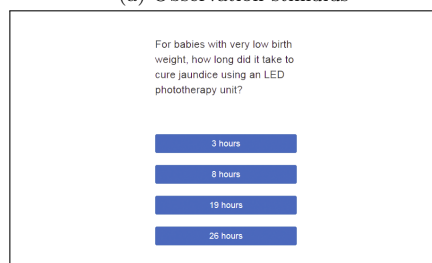 For babies with very low birth
weight, how long did it take to
cure jaundice using an LED
phototherapy unit?
3 hours
8 hours
19 hours
26 hours